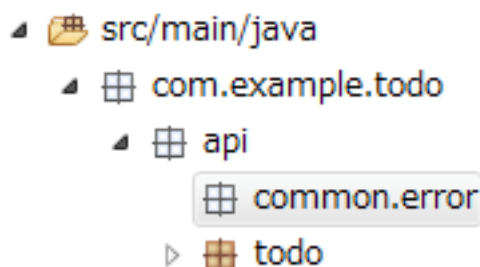 src/main/java
com.example.todo
api
common.error
todo